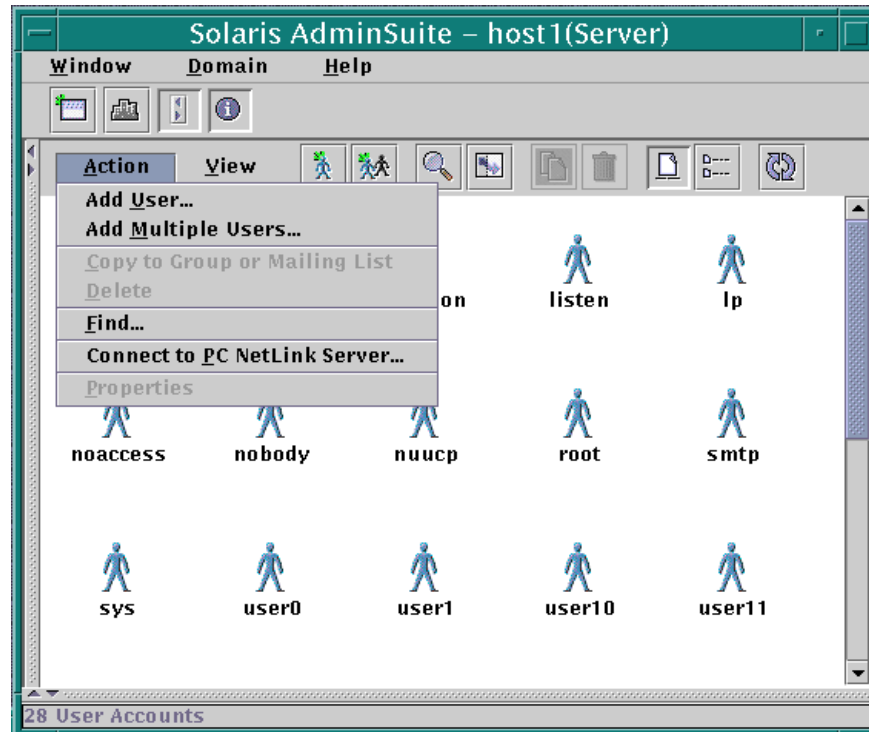 Solaris AdminSuite – host1(Server)
Window Domain Help
Action View
Add User...
Add Multiple Users...
Copy to Group or Mailing List
Delete
Find...
Connect to PC NetLink Server...
Properties
on listen lp
noaccess nobody nuucp root smtp
sys user0 user1 user10 user11
28 User Accounts